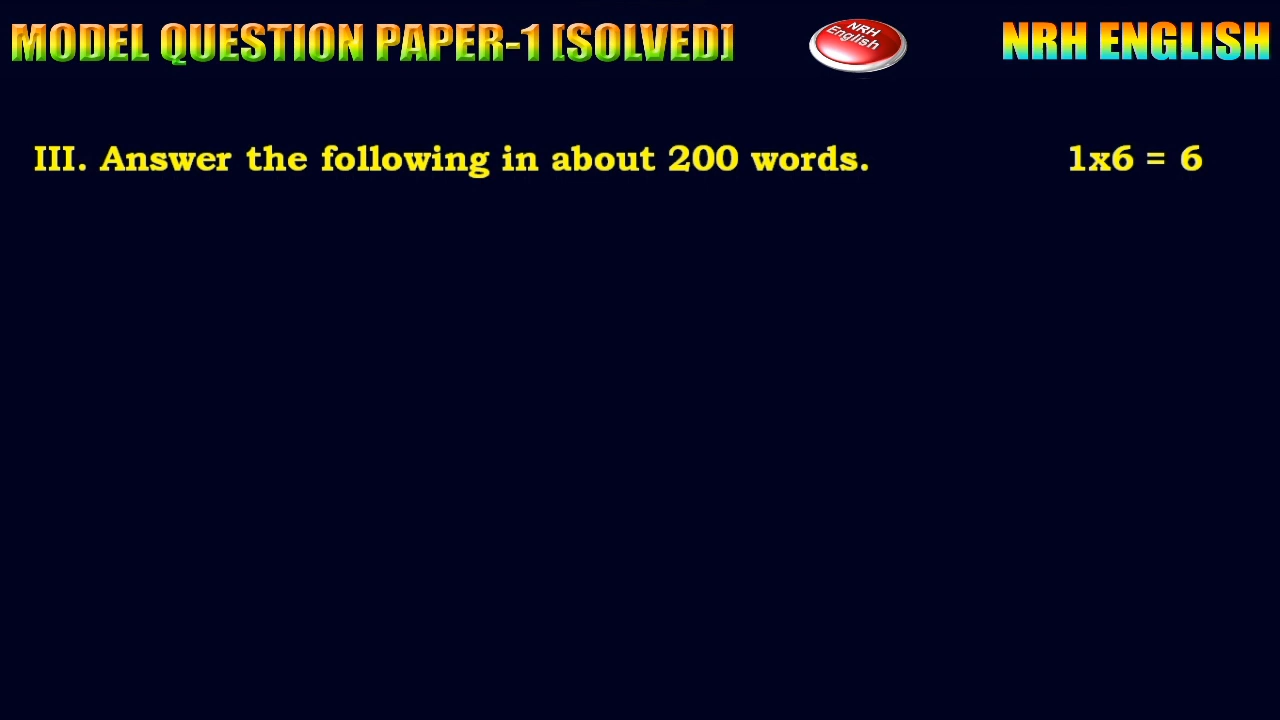 MODEL QUESTION PAPER-1 [SOLVED]
NRH
English
NRH ENGLISH
III. Answer the following in about 200 words. 1x6 = 6